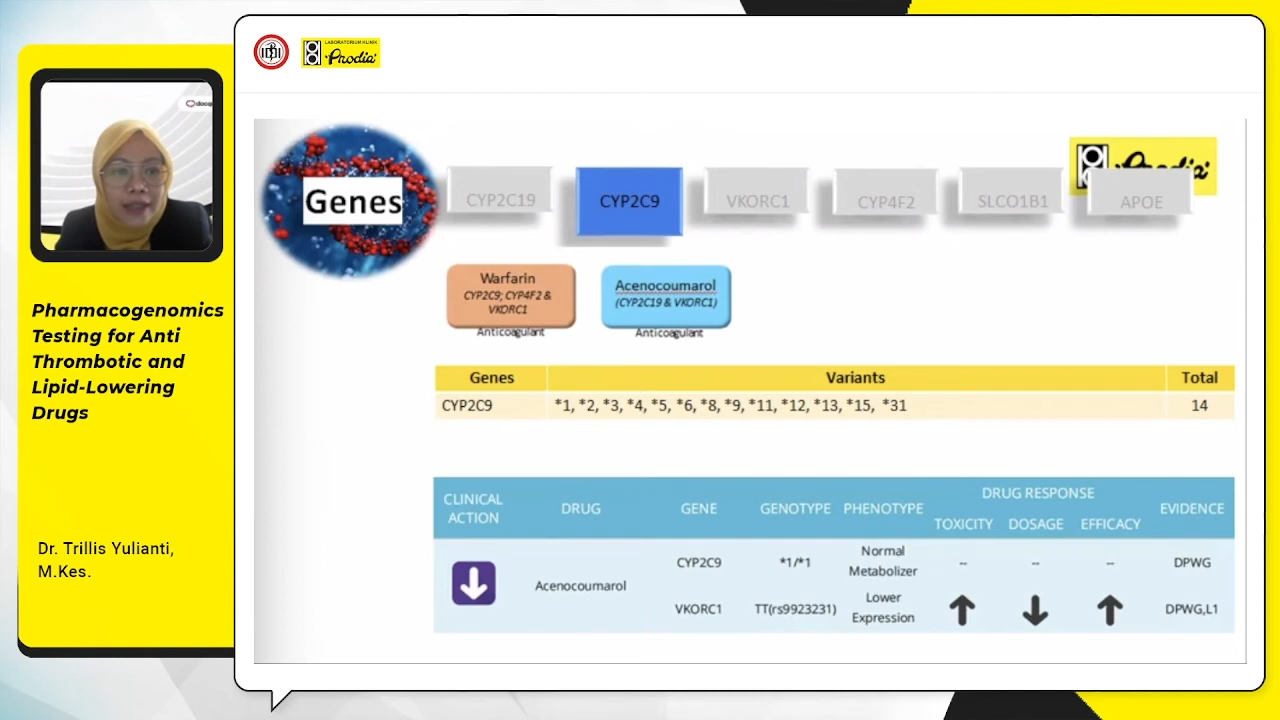 LABORATORIUM KLINIK
Prodia
Genes
CYP2C19
CYP2C9
VKORC1
CYP4F2
SLCO1B1
APOE
Prodia
Warfarin
CYP2C9; CYP4F2 &
VKORC1
Anticoagulant
Acenocoumarol
(CYP2C19 & VKORC1)
Anticoagulant
Pharmacogenomics
Testing for Anti
Thrombotic and
Lipid-Lowering
Drugs
Dr. Trillis Yulianti,
M.Kes.
Genes Variants Total
CYP2C9 *1, *2, *3, *4, *5, *6, *8, *9, *11, *12, *13, *15, *31 14
CLINICAL
ACTION
DRUG
GENE
GENOTYPE
PHENOTYPE
DRUG RESPONSE
TOXICITY DOSAGE EFFICACY
EVIDENCE
Acenocoumarol
CYP2C9 *1/*1 Normal
Metabolizer
-- -- -- DPWG
VKORC1 TT(rs9923231) Lower
Expression
DPWG,L1